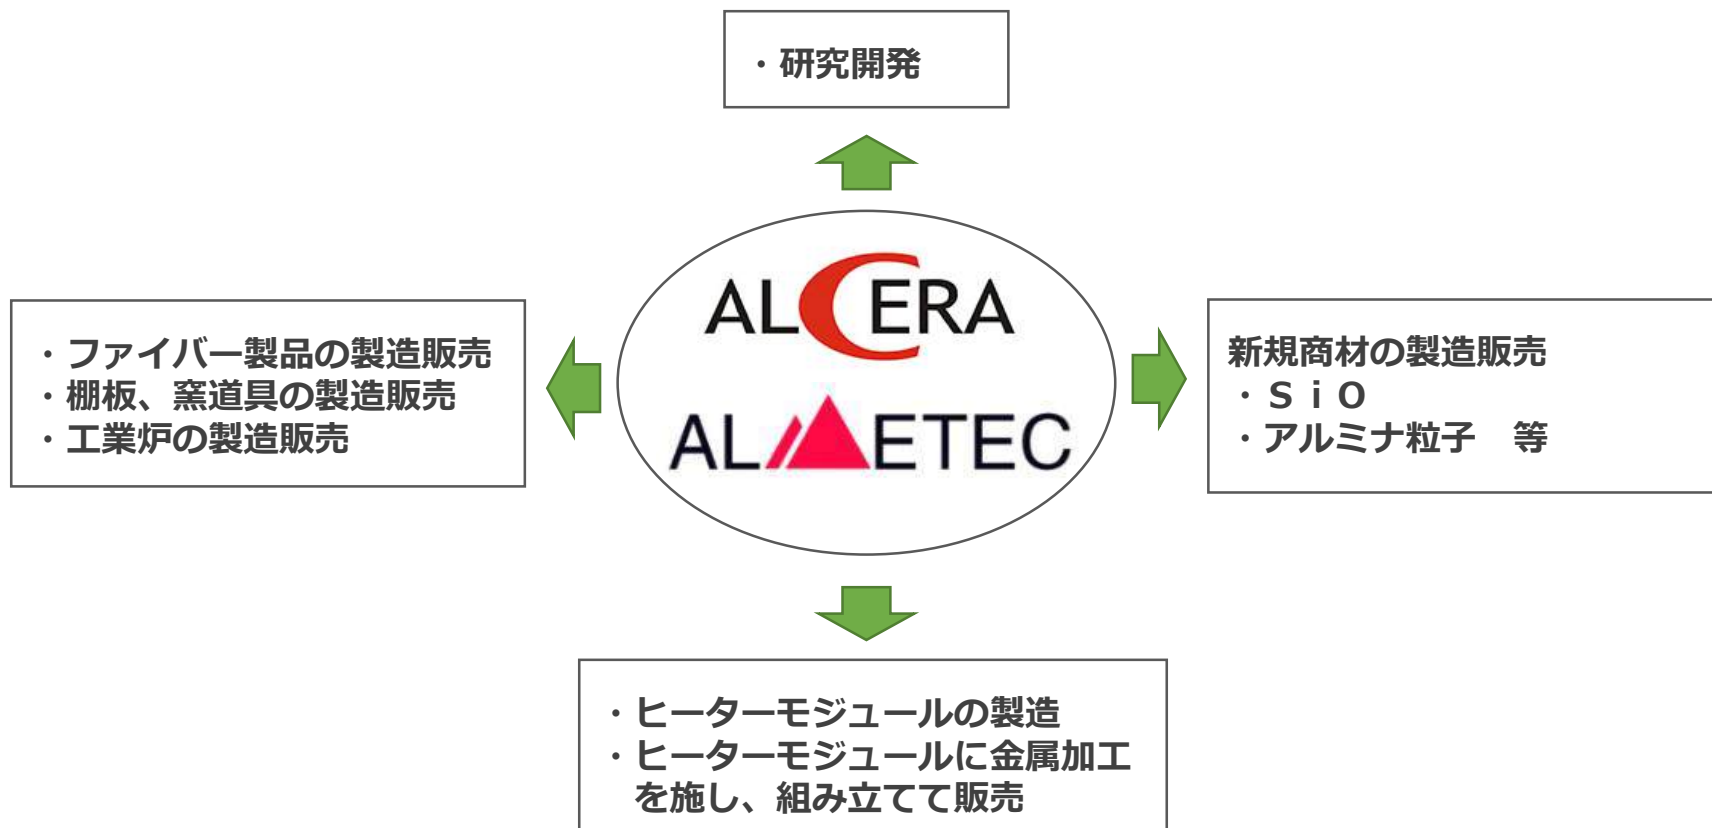 ・研究開発
ALCERA
ALMETEC
・ファイバー製品の製造販売
・棚板、窯道具の製造販売
・工業炉の製造販売
新規商材の製造販売
・ＳｉＯ
・アルミナ粒子　等
・ヒーターモジュールの製造
・ヒーターモジュールに金属加工
を施し、組み立てて販売